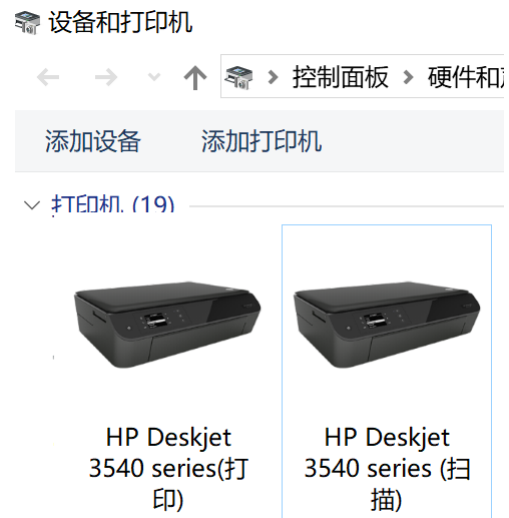 设备和打印机
控制面板 硬件和
添加设备 添加打印机
打印机 (19)
HP Deskjet
3540 series(打
印)
HP Deskjet
3540 series (扫
描)